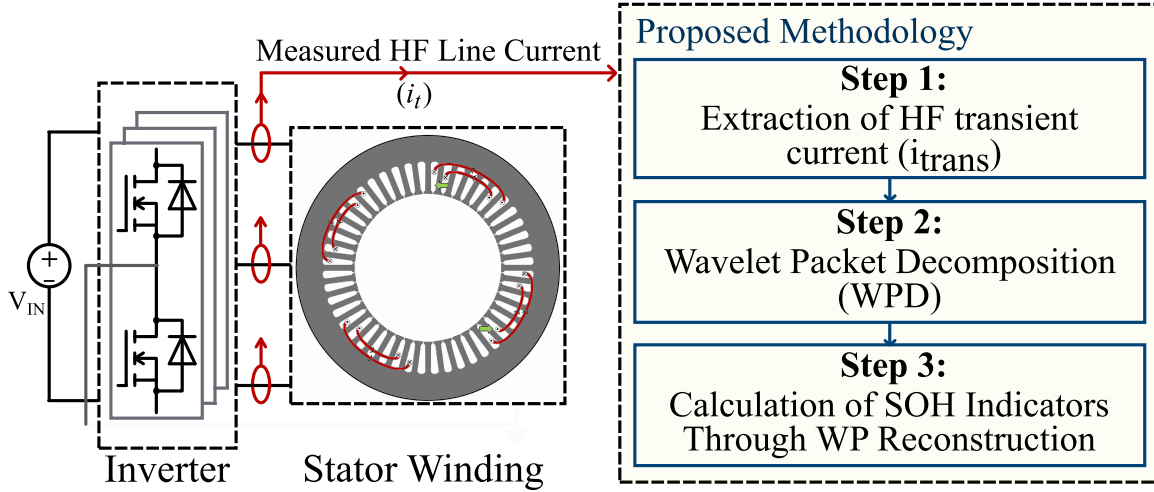 Measured HF Line Current
(i_t)
V_IN
+
−
Inverter
Stator Winding
Proposed Methodology
Step 1:
Extraction of HF transient
current (i_trans)
Step 2:
Wavelet Packet Decomposition
(WPD)
Step 3:
Calculation of SOH Indicators
Through WP Reconstruction